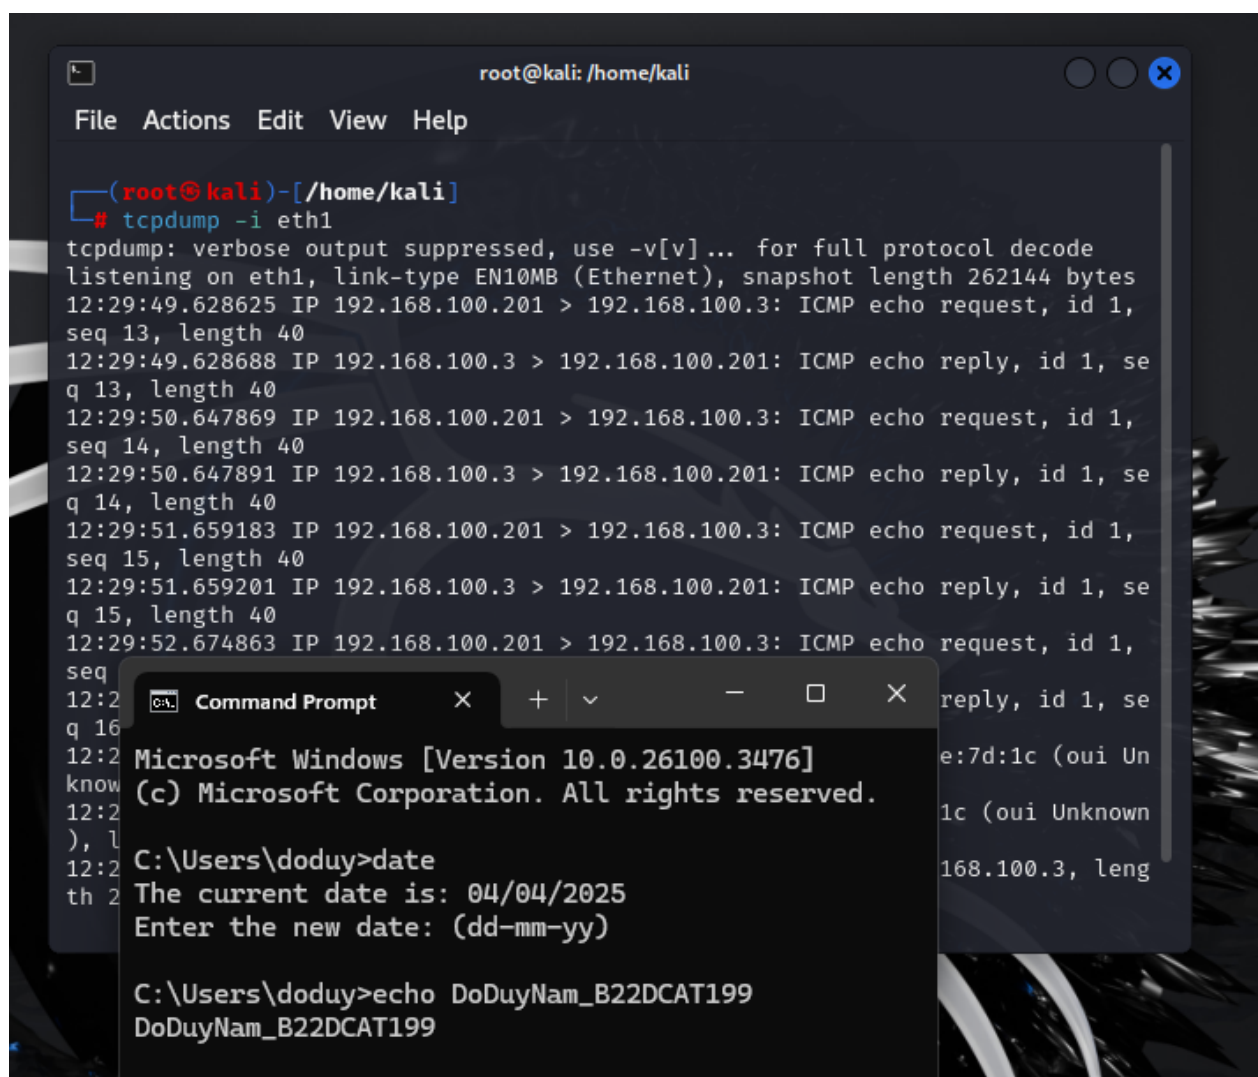 root@kali: /home/kali
File Actions Edit View Help
(root㉿kali)-[/home/kali]
# tcpdump -i eth1
tcpdump: verbose output suppressed, use -v[v]... for full protocol decode
listening on eth1, link-type EN10MB (Ethernet), snapshot length 262144 bytes
12:29:49.628625 IP 192.168.100.201 > 192.168.100.3: ICMP echo request, id 1,
seq 13, length 40
12:29:49.628688 IP 192.168.100.3 > 192.168.100.201: ICMP echo reply, id 1, se
q 13, length 40
12:29:50.647869 IP 192.168.100.201 > 192.168.100.3: ICMP echo request, id 1,
seq 14, length 40
12:29:50.647891 IP 192.168.100.3 > 192.168.100.201: ICMP echo reply, id 1, se
q 14, length 40
12:29:51.659183 IP 192.168.100.201 > 192.168.100.3: ICMP echo request, id 1,
seq 15, length 40
12:29:51.659201 IP 192.168.100.3 > 192.168.100.201: ICMP echo reply, id 1, se
q 15, length 40
12:29:52.674863 IP 192.168.100.201 > 192.168.100.3: ICMP echo request, id 1,
seq
12:2 reply, id 1, se
q 16
12:2 e:7d:1c (oui Un
know
12:2 1c (oui Unknown
), l
12:2 168.100.3, leng
th 2
Command Prompt
Microsoft Windows [Version 10.0.26100.3476]
(c) Microsoft Corporation. All rights reserved.
C:\Users\doduy>date
The current date is: 04/04/2025
Enter the new date: (dd-mm-yy)
C:\Users\doduy>echo DoDuyNam_B22DCAT199
DoDuyNam_B22DCAT199